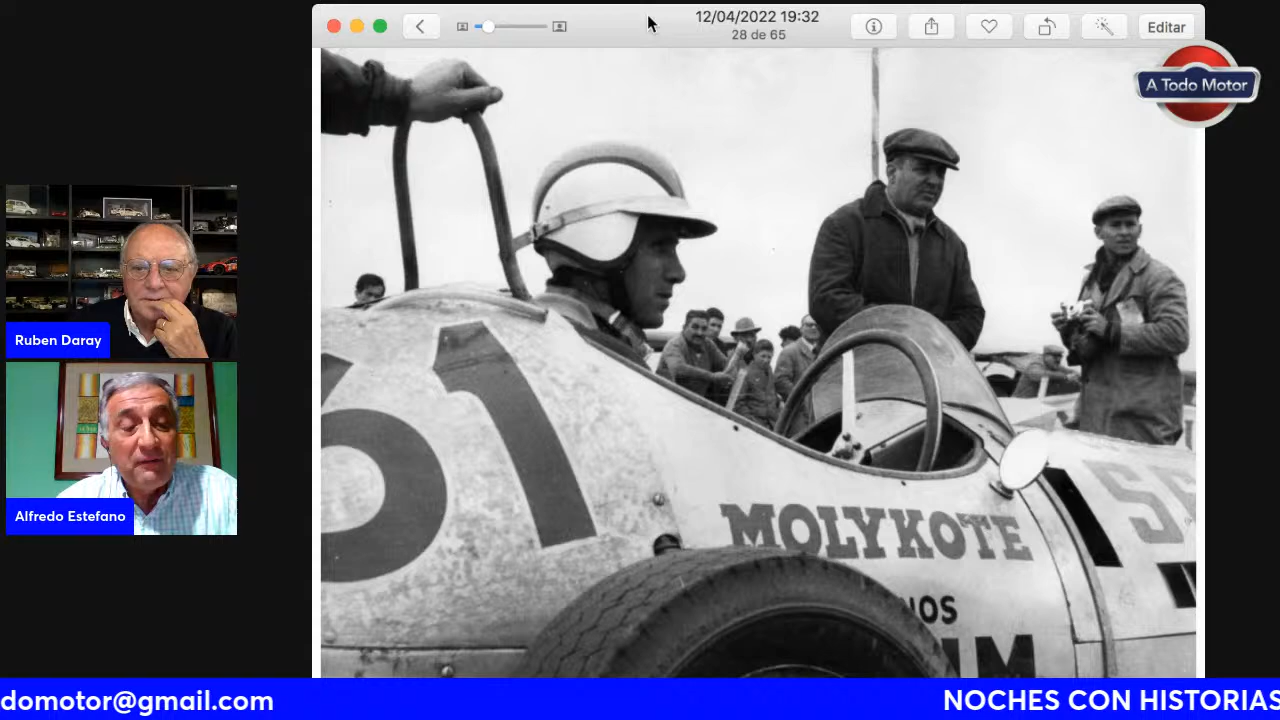 12/04/2022 19:32
28 de 65
Editar
A Todo Motor
Ruben Daray
Alfredo Estefano
61
MOLYKOTE
domotor@gmail.com
NOCHES CON HISTORIAS